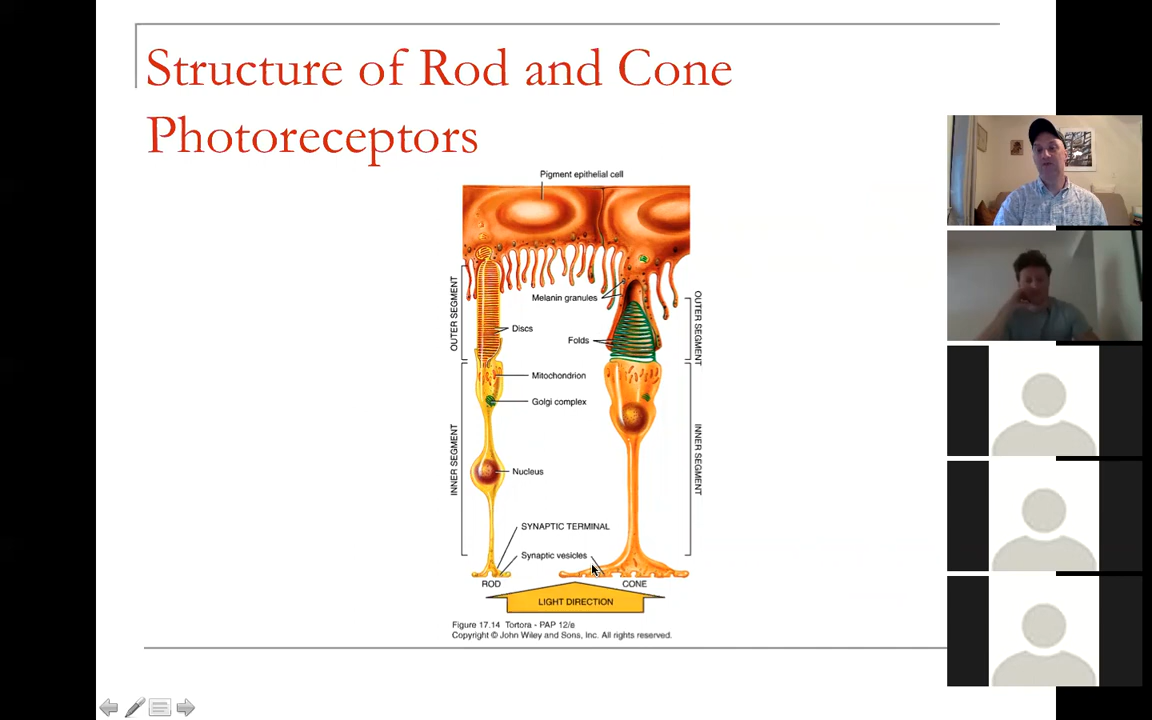 Structure of Rod and Cone
Photoreceptors
Pigment epithelial cell
OUTER SEGMENT
Melanin granules
OUTER SEGMENT
Discs
Folds
Mitochondrion
Golgi complex
INNER SEGMENT
INNER SEGMENT
Nucleus
SYNAPTIC TERMINAL
Synaptic vesicles
ROD
CONE
LIGHT DIRECTION
Figure 17.14 Tortora - PAP 12/e
Copyright © John Wiley and Sons, Inc. All rights reserved.